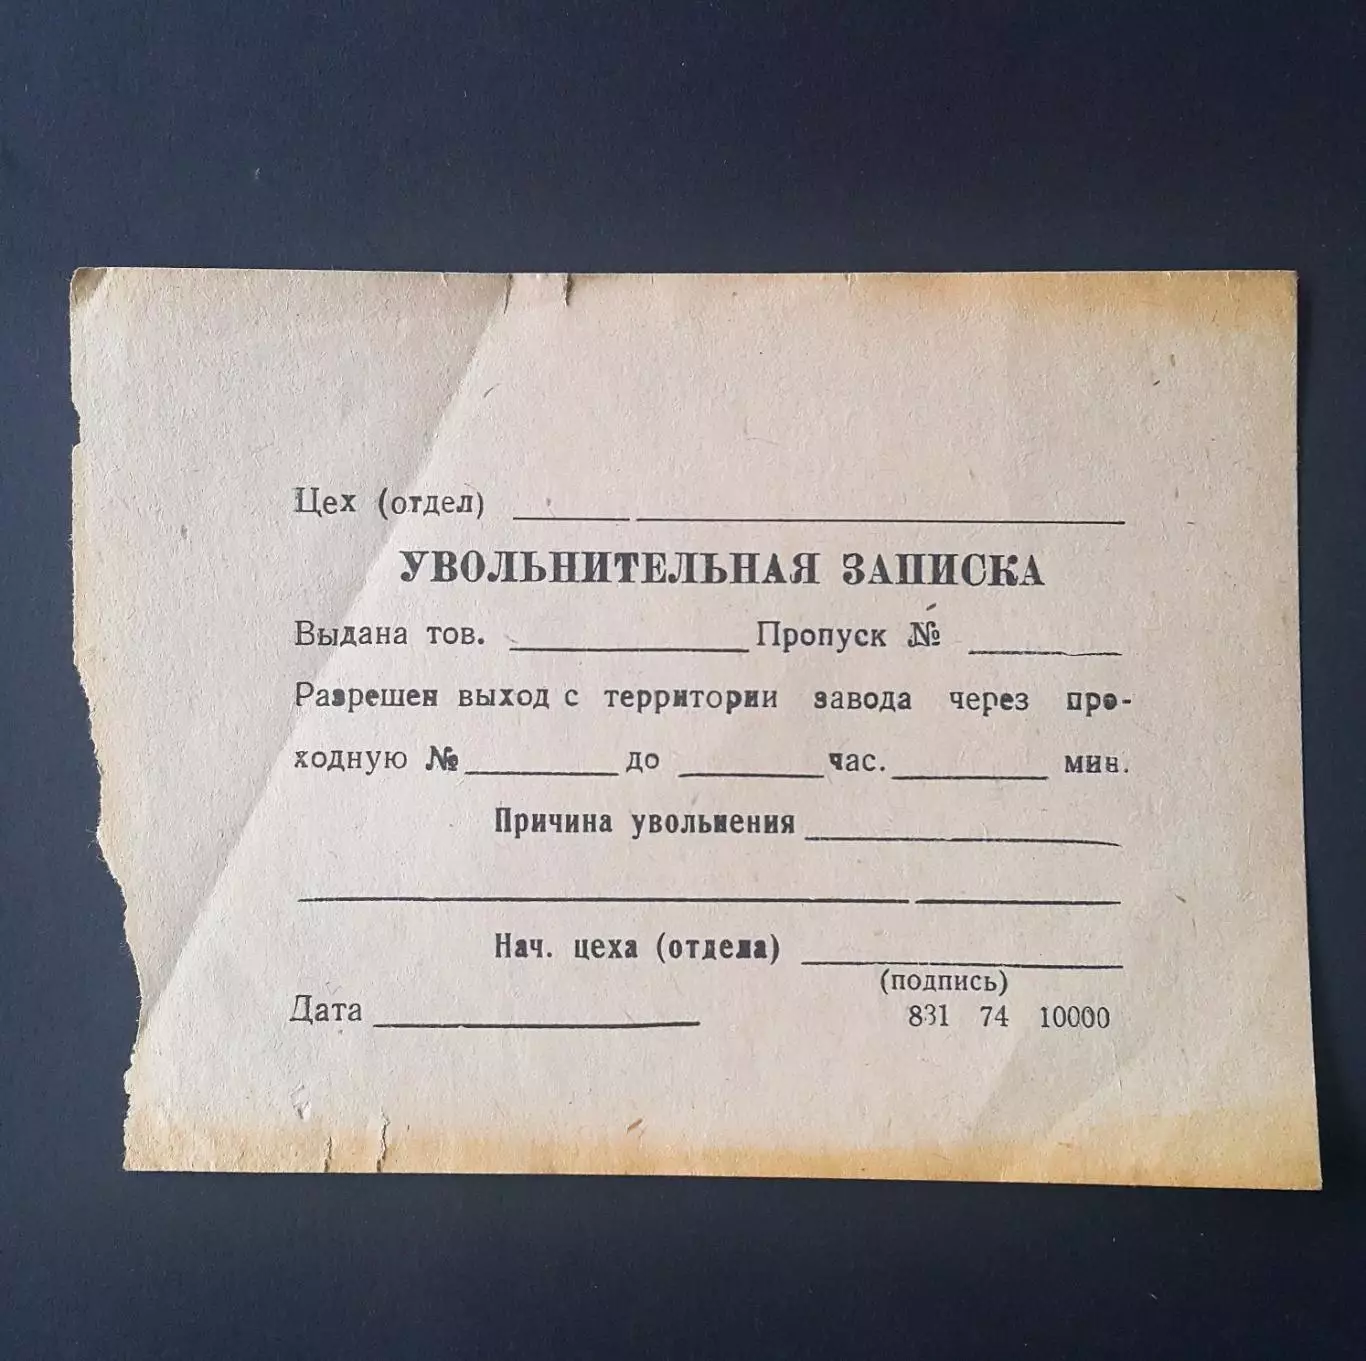 Цех (отдел)
УВОЛЬНИТЕЛЬНАЯ ЗАПИСКА
Выдана тов. Пропуск №
Разрешен выход с территории завода через про-
ходную № до час. мин.
Причина увольнения
Нач. цеха (отдела)
(подпись)
Дата 831 74 10000